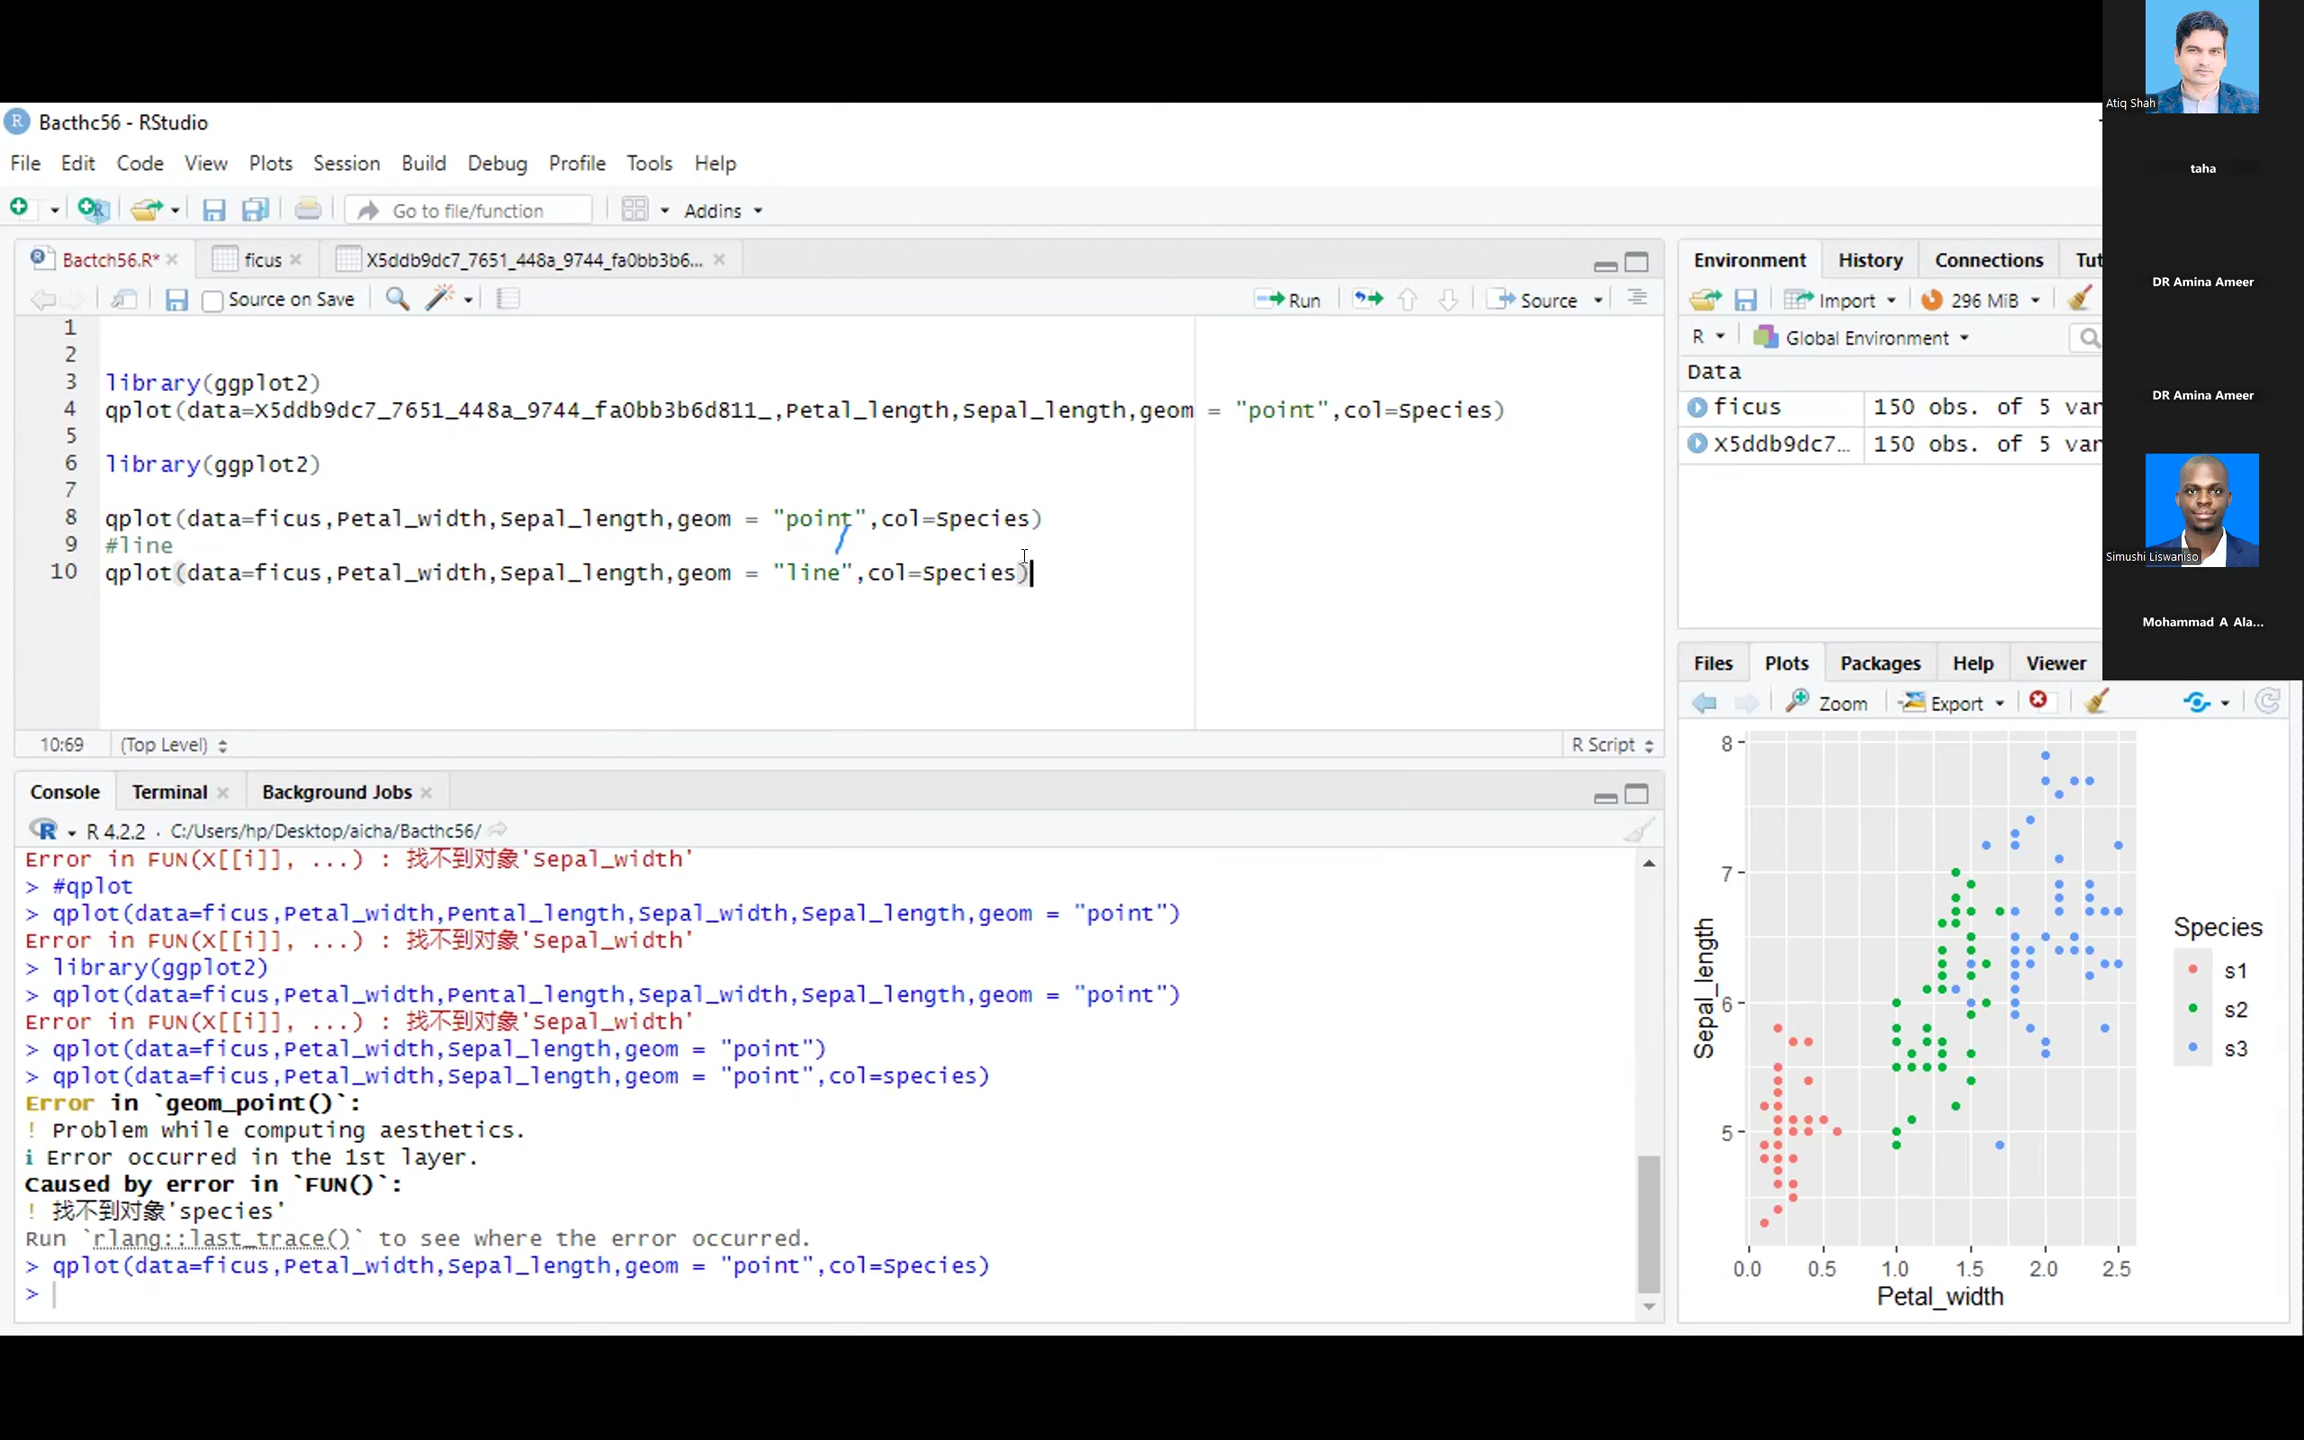 Bacthc56 - RStudio
File Edit Code View Plots Session Build Debug Profile Tools Help
Go to file/function Addins
Bactch56.R* ficus X5ddb9dc7_7651_448a_9744_fa0bb3b6...
Source on Save Run Source
1
2
3 library(ggplot2)
4 qplot(data=X5ddb9dc7_7651_448a_9744_fa0bb3b6d811_,Petal_length,Sepal_length,geom = "point",col=Species)
5
6 library(ggplot2)
7
8 qplot(data=ficus,Petal_width,Sepal_length,geom = "point",col=Species)
9 #line
10 qplot(data=ficus,Petal_width,Sepal_length,geom = "line",col=Species)
10:69 (Top Level) R Script
Console Terminal Background Jobs
R 4.2.2 · C:/Users/hp/Desktop/aicha/Bacthc56/
Error in FUN(X[[i]], ...) : 找不到对象'Sepal_width'
> #qplot
> qplot(data=ficus,Petal_width,Pental_length,Sepal_width,Sepal_length,geom = "point")
Error in FUN(X[[i]], ...) : 找不到对象'Sepal_width'
> library(ggplot2)
> qplot(data=ficus,Petal_width,Pental_length,Sepal_width,Sepal_length,geom = "point")
Error in FUN(X[[i]], ...) : 找不到对象'Sepal_width'
> qplot(data=ficus,Petal_width,Sepal_length,geom = "point")
> qplot(data=ficus,Petal_width,Sepal_length,geom = "point",col=species)
Error in `geom_point()`:
! Problem while computing aesthetics.
ℹ Error occurred in the 1st layer.
Caused by error in `FUN()`:
! 找不到对象'species'
Run `rlang::last_trace()` to see where the error occurred.
> qplot(data=ficus,Petal_width,Sepal_length,geom = "point",col=Species)
>
Environment History Connections Tut
Import 296 MiB
R Global Environment
Data
ficus 150 obs. of 5 var
X5ddb9dc7… 150 obs. of 5 var
Files Plots Packages Help Viewer
Zoom Export
8
7
6
5
Sepal_length
0.0 0.5 1.0 1.5 2.0 2.5
Petal_width
Species
s1
s2
s3
Atiq Shah
taha
DR Amina Ameer
DR Amina Ameer
Simushi Liswaniso
Mohammad A Ala...